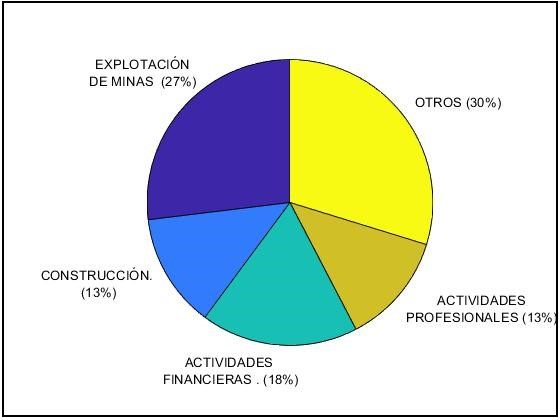 EXPLOTACIÓN
DE MINAS (27%)
OTROS (30%)
CONSTRUCCIÓN.
(13%)
ACTIVIDADES
PROFESIONALES (13%)
ACTIVIDADES
FINANCIERAS . (18%)